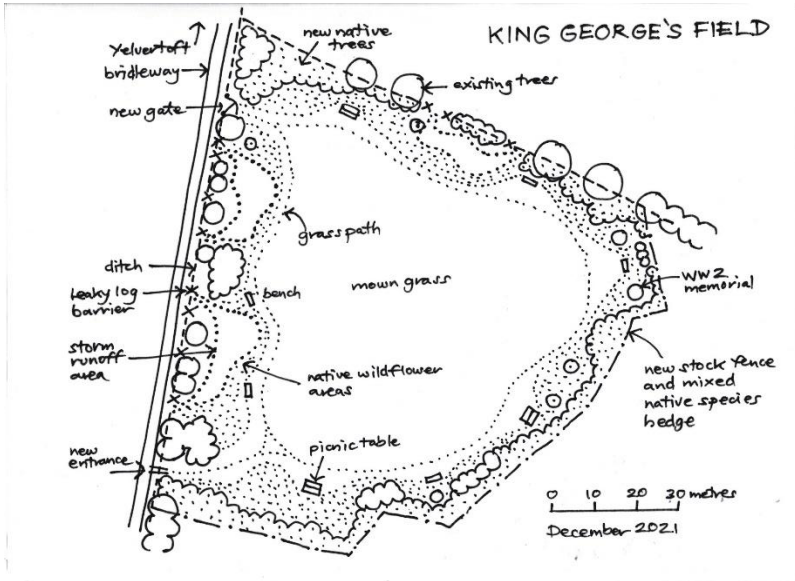 KING GEORGE'S FIELD
Yelvertoft
bridleway
new gate
new native
trees
existing trees
grass path
ditch
leaky log
barrier
bench
mown grass
WW2
memorial
storm
runoff
area
native wildflower
areas
new stock fence
and mixed
native species
hedge
new
entrance
picnic table
0 10 20 30 metres
December 2021